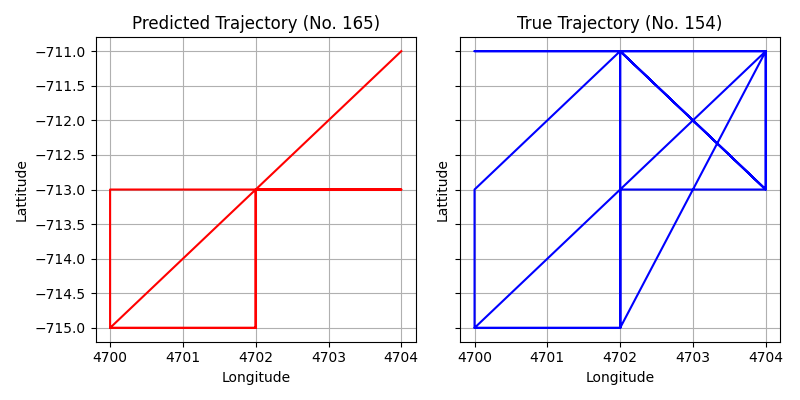 Predicted Trajectory (No. 165)
True Trajectory (No. 154)
−711.0
−711.5
−712.0
−712.5
−713.0
−713.5
−714.0
−714.5
−715.0
Lattitude
Lattitude
4700 4701 4702 4703 4704
4700 4701 4702 4703 4704
Longitude
Longitude